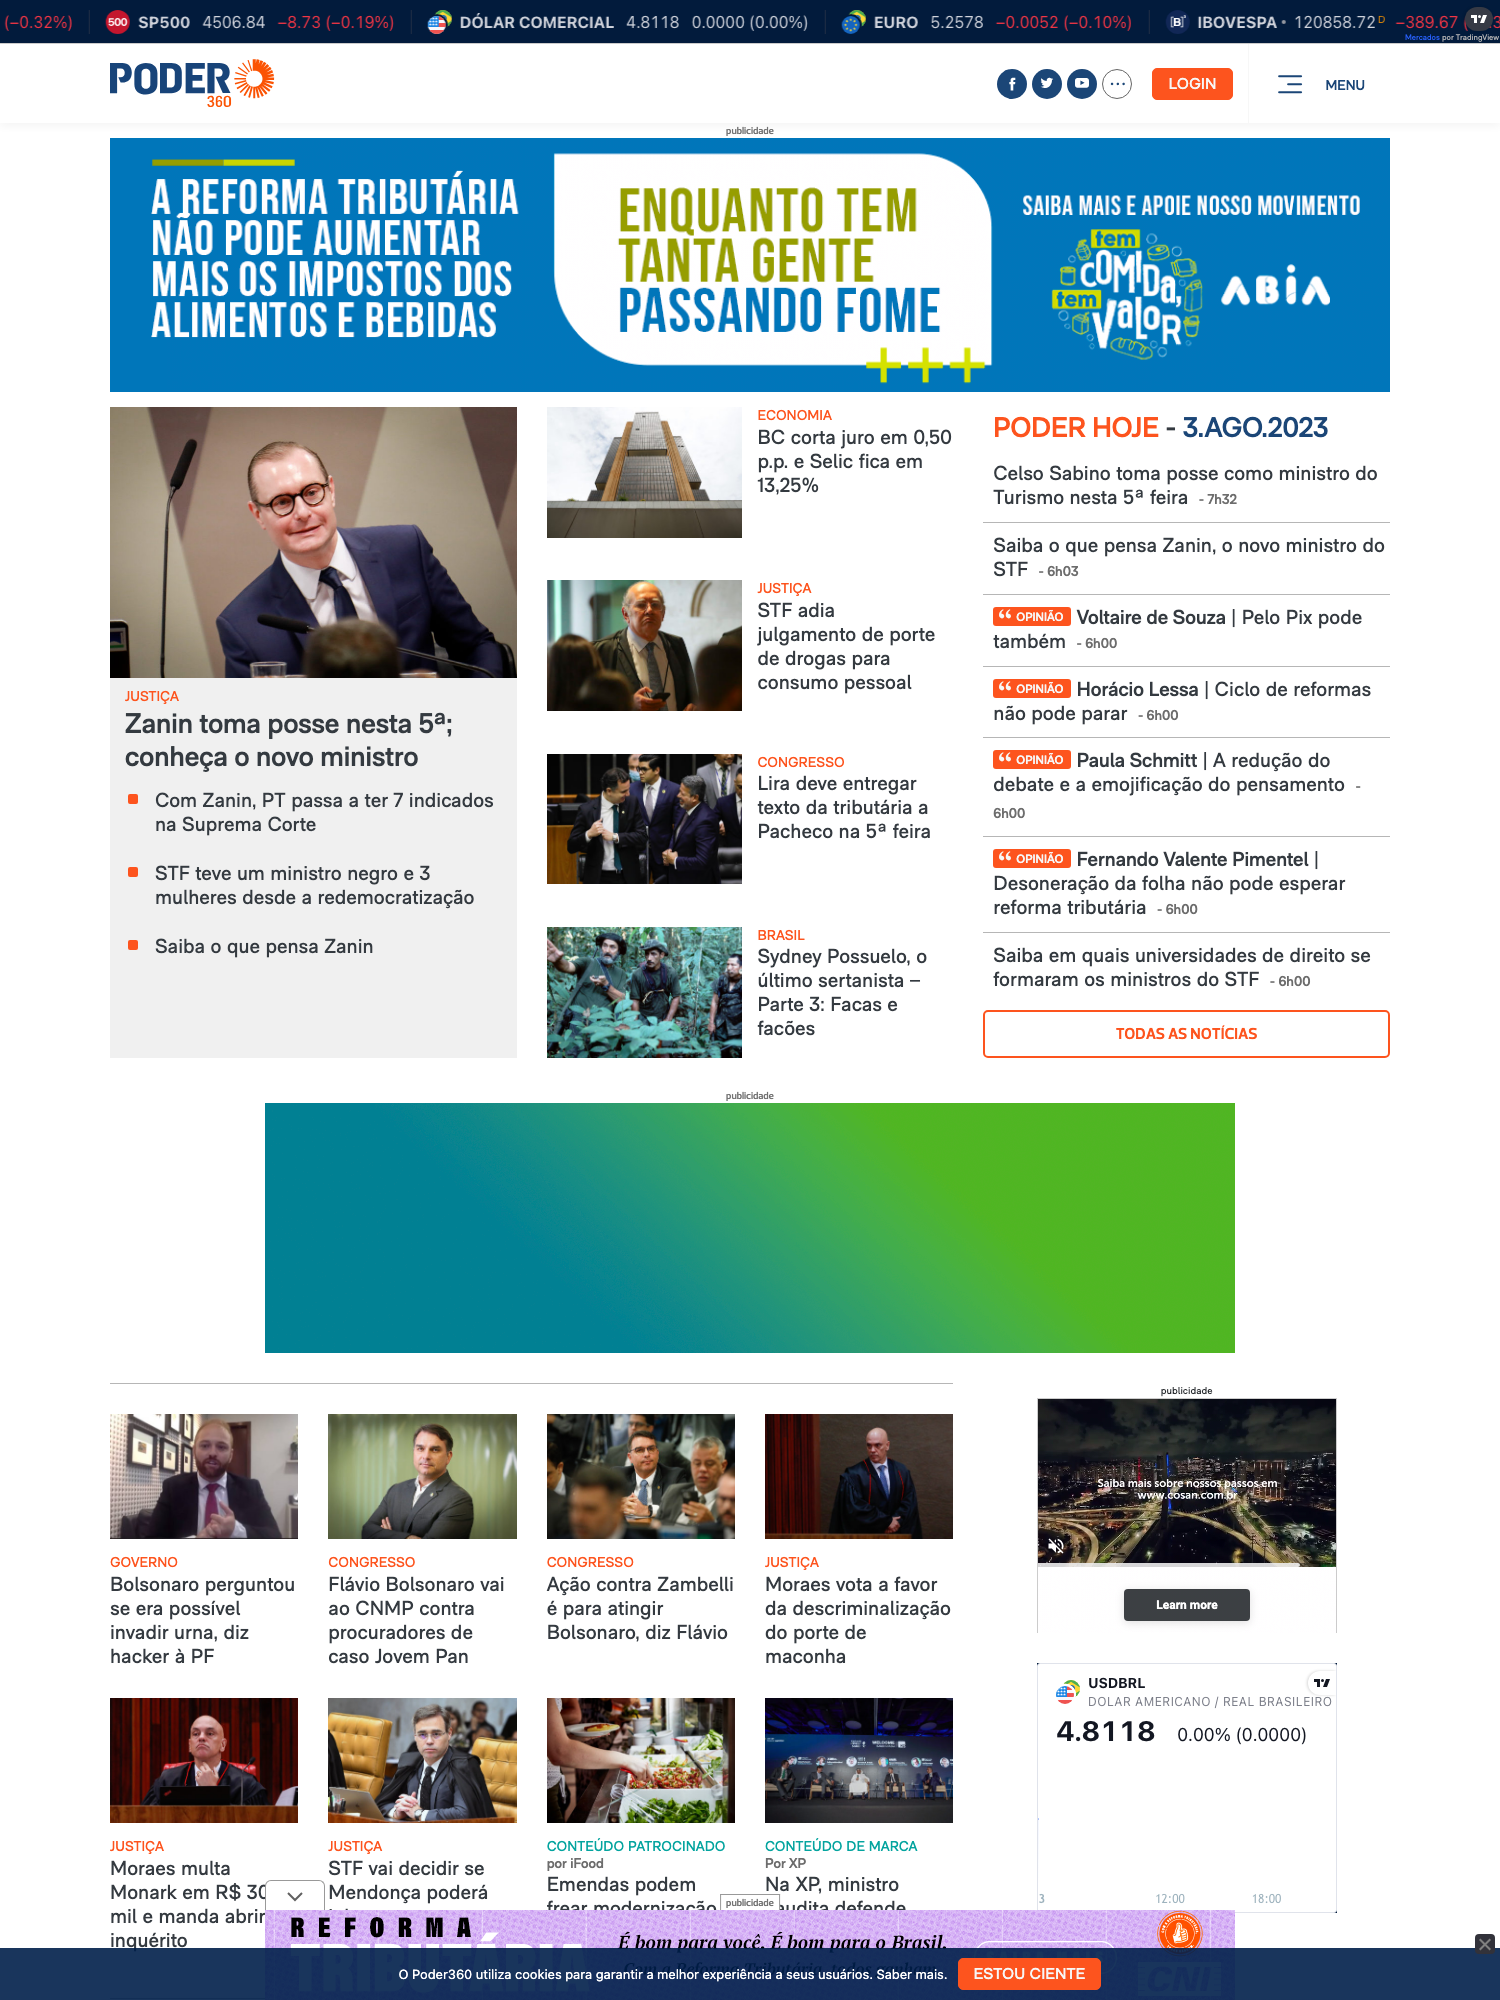 (−0.32%)
500 SP500 4506.84 −8.73 (−0.19%)
DÓLAR COMERCIAL 4.8118 0.0000 (0.00%)
EURO 5.2578 −0.0052 (−0.10%)
IBOVESPA 120858.72 D −389.67
Mercados por TradingView
PODER
360
LOGIN
MENU
publicidade
A REFORMA TRIBUTÁRIA
NÃO PODE AUMENTAR
MAIS OS IMPOSTOS DOS
ALIMENTOS E BEBIDAS
ENQUANTO TEM
TANTA GENTE
PASSANDO FOME
+++
SAIBA MAIS E APOIE NOSSO MOVIMENTO
tem
COMIDA,
tem
VALOR
ABIA
JUSTIÇA
Zanin toma posse nesta 5ª;
conheça o novo ministro
Com Zanin, PT passa a ter 7 indicados
na Suprema Corte
STF teve um ministro negro e 3
mulheres desde a redemocratização
Saiba o que pensa Zanin
ECONOMIA
BC corta juro em 0,50
p.p. e Selic fica em
13,25%
JUSTIÇA
STF adia
julgamento de porte
de drogas para
consumo pessoal
CONGRESSO
Lira deve entregar
texto da tributária a
Pacheco na 5ª feira
BRASIL
Sydney Possuelo, o
último sertanista –
Parte 3: Facas e
facões
PODER HOJE - 3.AGO.2023
Celso Sabino toma posse como ministro do
Turismo nesta 5ª feira - 7h32
Saiba o que pensa Zanin, o novo ministro do
STF - 6h03
OPINIÃO Voltaire de Souza | Pelo Pix pode
também - 6h00
OPINIÃO Horácio Lessa | Ciclo de reformas
não pode parar - 6h00
OPINIÃO Paula Schmitt | A redução do
debate e a emojificação do pensamento -
6h00
OPINIÃO Fernando Valente Pimentel |
Desoneração da folha não pode esperar
reforma tributária - 6h00
Saiba em quais universidades de direito se
formaram os ministros do STF - 6h00
TODAS AS NOTÍCIAS
publicidade
GOVERNO
Bolsonaro perguntou
se era possível
invadir urna, diz
hacker à PF
CONGRESSO
Flávio Bolsonaro vai
ao CNMP contra
procuradores de
caso Jovem Pan
CONGRESSO
Ação contra Zambelli
é para atingir
Bolsonaro, diz Flávio
JUSTIÇA
Moraes vota a favor
da descriminalização
do porte de
maconha
publicidade
Saiba mais sobre nossos passos em
www.cosan.com.br
Learn more
USDBRL
DOLAR AMERICANO / REAL BRASILEIRO
4.8118 0.00% (0.0000)
3 12:00 18:00
JUSTIÇA
Moraes multa
Monark em R$ 30
mil e manda abrir
inquérito
JUSTIÇA
STF vai decidir se
Mendonça poderá
CONTEÚDO PATROCINADO
por iFood
Emendas podem
frear modernização
CONTEÚDO DE MARCA
Por XP
Na XP, ministro
saudita defende
publicidade
REFORMA
TRIBUTÁRIA
É bom para você. É bom para o Brasil.
CNI
O Poder360 utiliza cookies para garantir a melhor experiência a seus usuários. Saber mais.
ESTOU CIENTE